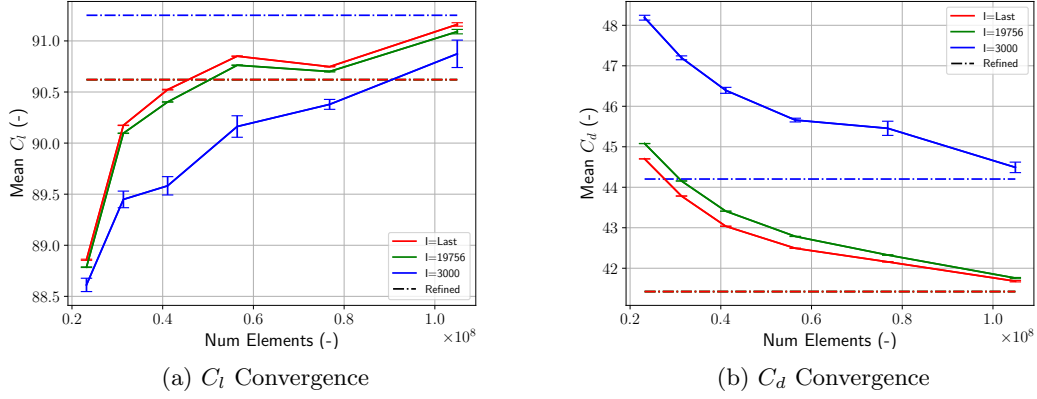 91.0
90.5
90.0
89.5
89.0
88.5
Mean C_l (-)
0.2 0.4 0.6 0.8 1.0
×10^8
Num Elements (-)
I=Last
I=19756
I=3000
Refined
(a) C_l Convergence
48
47
46
45
44
43
42
Mean C_d (-)
0.2 0.4 0.6 0.8 1.0
×10^8
Num Elements (-)
I=Last
I=19756
I=3000
Refined
(b) C_d Convergence